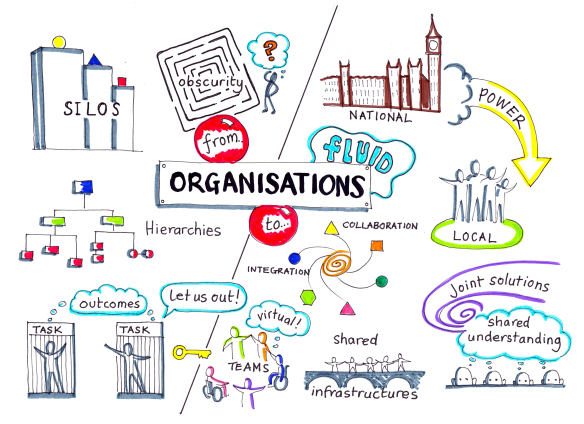 SILOS
obscurity
?
from
NATIONAL
POWER
FLUID
ORGANISATIONS
LOCAL
Hierarchies
to...
COLLABORATION
INTEGRATION
outcomes
Let us out!
TASK
TASK
virtual!
TEAMS
shared
infrastructures
Joint solutions
shared
understanding